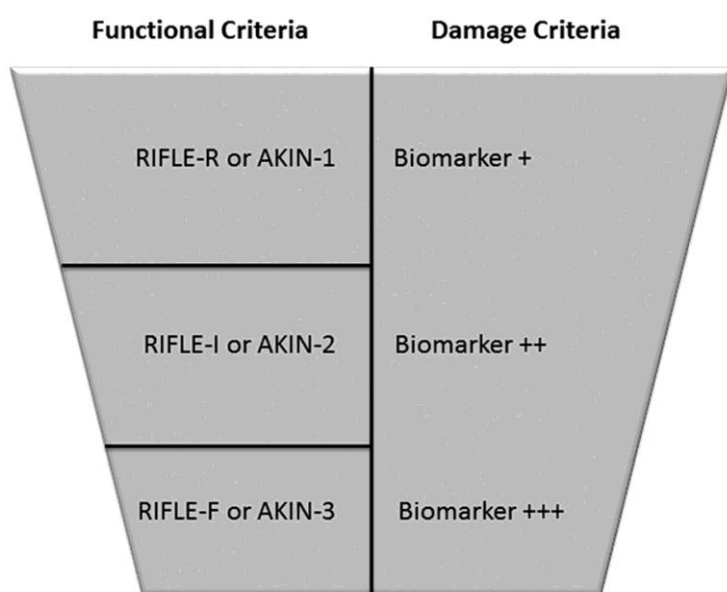 Functional Criteria
Damage Criteria
RIFLE-R or AKIN-1
Biomarker +
RIFLE-I or AKIN-2
Biomarker ++
RIFLE-F or AKIN-3
Biomarker +++